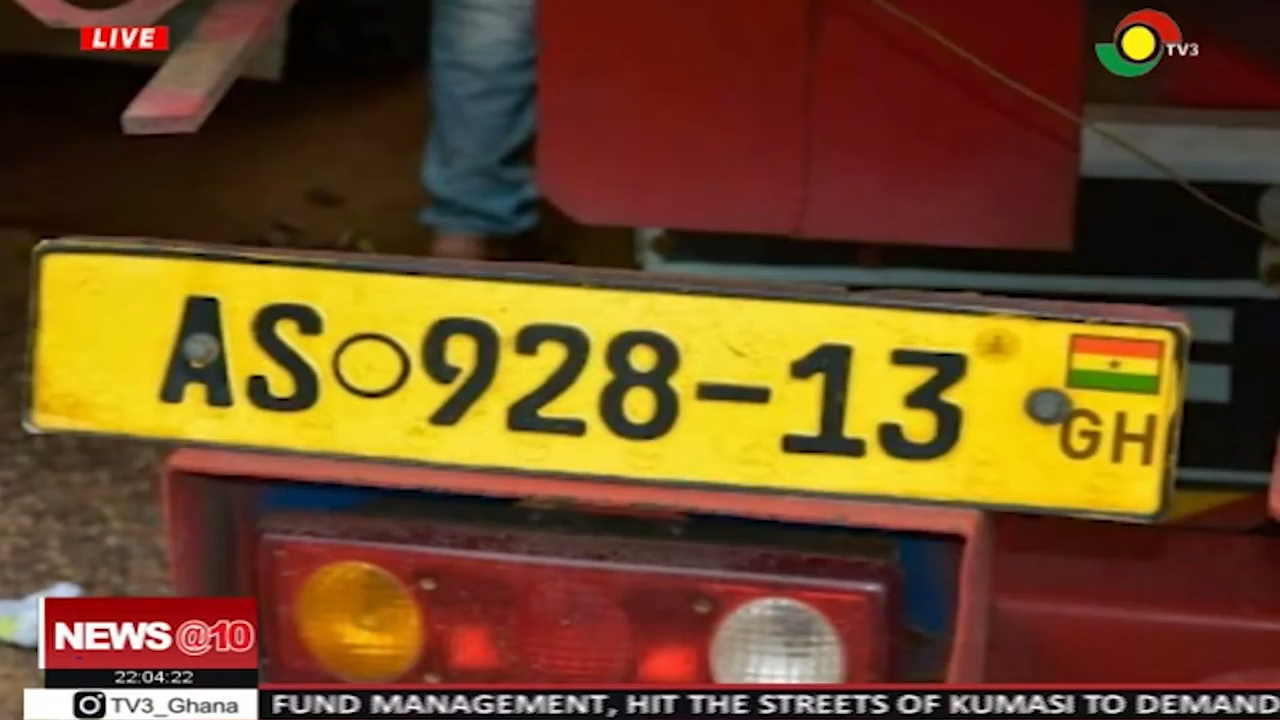 LIVE
TV3
AS 928-13
GH
NEWS@10
22:04:22
TV3_Ghana
FUND MANAGEMENT, HIT THE STREETS OF KUMASI TO DEMAND